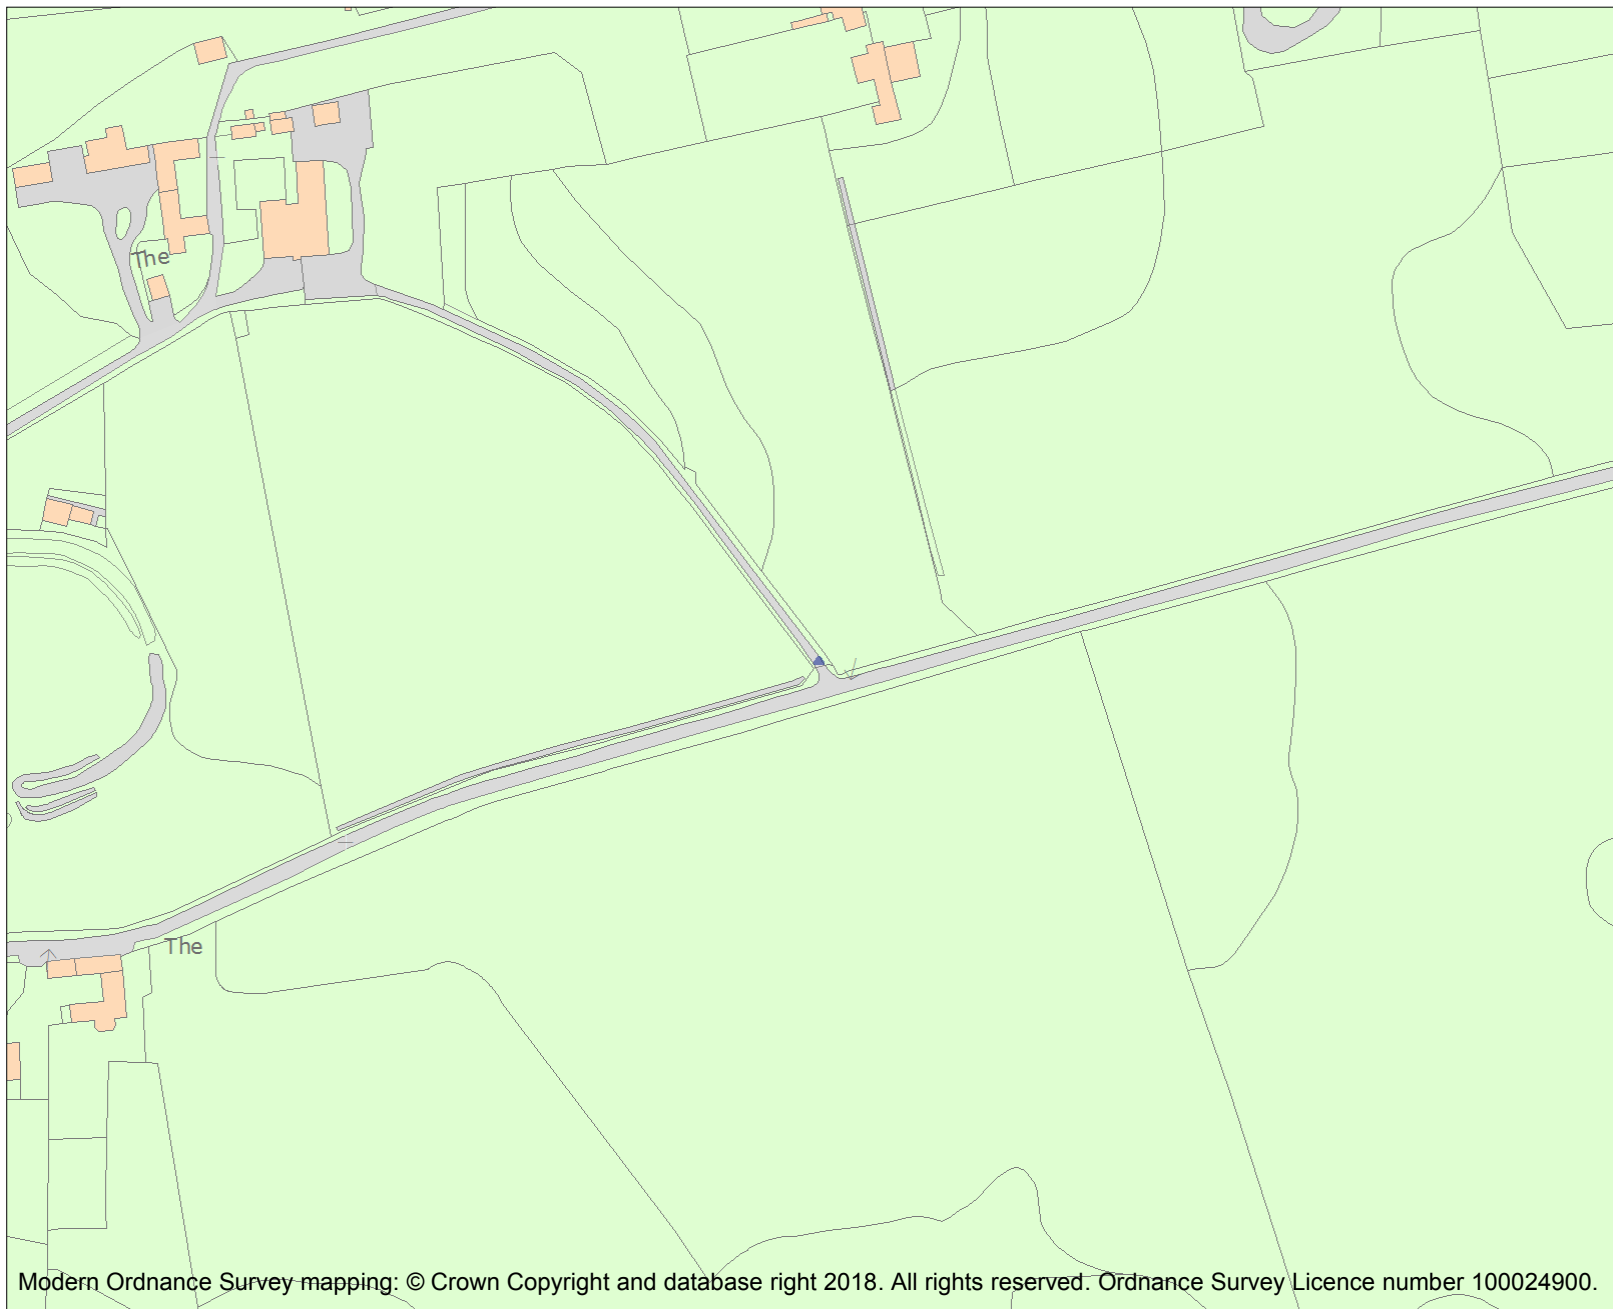 The
The
Modern Ordnance Survey mapping: © Crown Copyright and database right 2018. All rights reserved. Ordnance Survey Licence number 100024900.